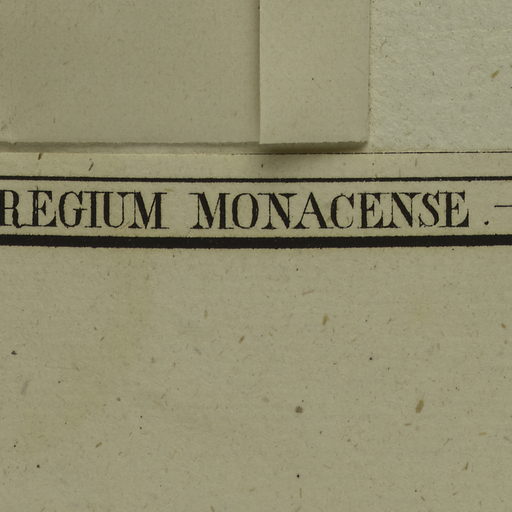 REGIUM MONACENSE . –